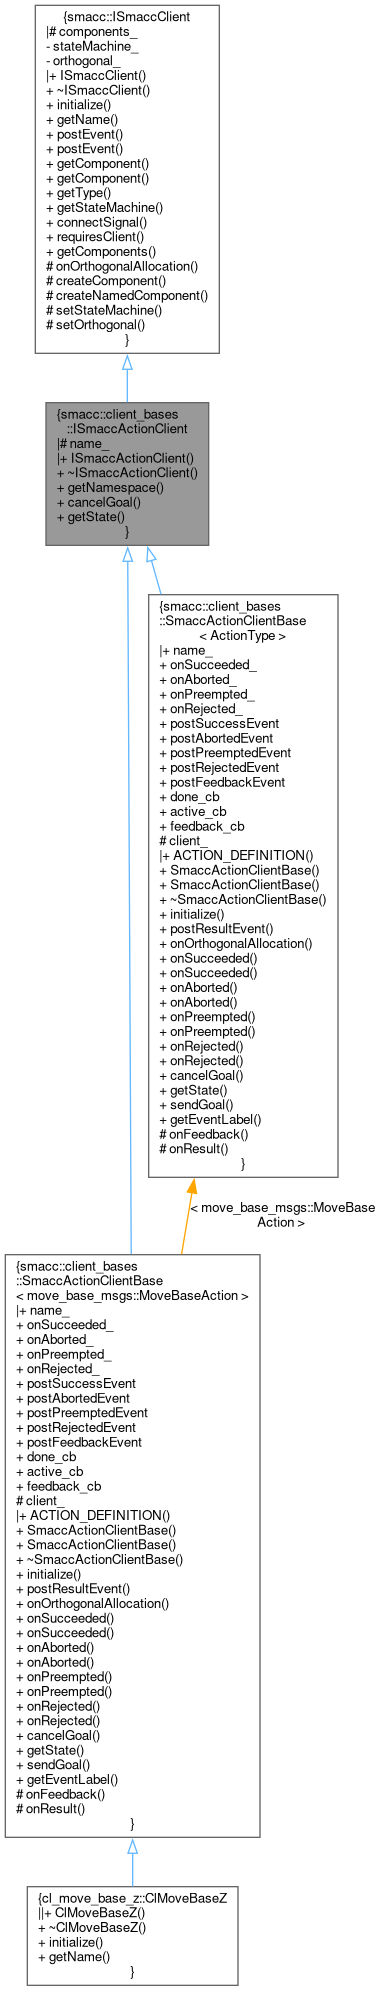 {smacc::ISmaccClient
|# components_
- stateMachine_
- orthogonal_
|+ ISmaccClient()
+ ~ISmaccClient()
+ initialize()
+ getName()
+ postEvent()
+ postEvent()
+ getComponent()
+ getComponent()
+ getType()
+ getStateMachine()
+ connectSignal()
+ requiresClient()
+ getComponents()
# onOrthogonalAllocation()
# createComponent()
# createNamedComponent()
# setStateMachine()
# setOrthogonal()
}
{smacc::client_bases
::ISmaccActionClient
|# name_
|+ ISmaccActionClient()
+ ~ISmaccActionClient()
+ getNamespace()
+ cancelGoal()
+ getState()
}
{smacc::client_bases
::SmaccActionClientBase
< ActionType >
|+ name_
+ onSucceeded_
+ onAborted_
+ onPreempted_
+ onRejected_
+ postSuccessEvent
+ postAbortedEvent
+ postPreemptedEvent
+ postRejectedEvent
+ postFeedbackEvent
+ done_cb
+ active_cb
+ feedback_cb
# client_
|+ ACTION_DEFINITION()
+ SmaccActionClientBase()
+ SmaccActionClientBase()
+ ~SmaccActionClientBase()
+ initialize()
+ postResultEvent()
+ onOrthogonalAllocation()
+ onSucceeded()
+ onSucceeded()
+ onAborted()
+ onAborted()
+ onPreempted()
+ onPreempted()
+ onRejected()
+ onRejected()
+ cancelGoal()
+ getState()
+ sendGoal()
+ getEventLabel()
# onFeedback()
# onResult()
}
< move_base_msgs::MoveBase
Action >
{smacc::client_bases
::SmaccActionClientBase
< move_base_msgs::MoveBaseAction >
|+ name_
+ onSucceeded_
+ onAborted_
+ onPreempted_
+ onRejected_
+ postSuccessEvent
+ postAbortedEvent
+ postPreemptedEvent
+ postRejectedEvent
+ postFeedbackEvent
+ done_cb
+ active_cb
+ feedback_cb
# client_
|+ ACTION_DEFINITION()
+ SmaccActionClientBase()
+ SmaccActionClientBase()
+ ~SmaccActionClientBase()
+ initialize()
+ postResultEvent()
+ onOrthogonalAllocation()
+ onSucceeded()
+ onSucceeded()
+ onAborted()
+ onAborted()
+ onPreempted()
+ onPreempted()
+ onRejected()
+ onRejected()
+ cancelGoal()
+ getState()
+ sendGoal()
+ getEventLabel()
# onFeedback()
# onResult()
}
{cl_move_base_z::ClMoveBaseZ
||+ ClMoveBaseZ()
+ ~ClMoveBaseZ()
+ initialize()
+ getName()
}